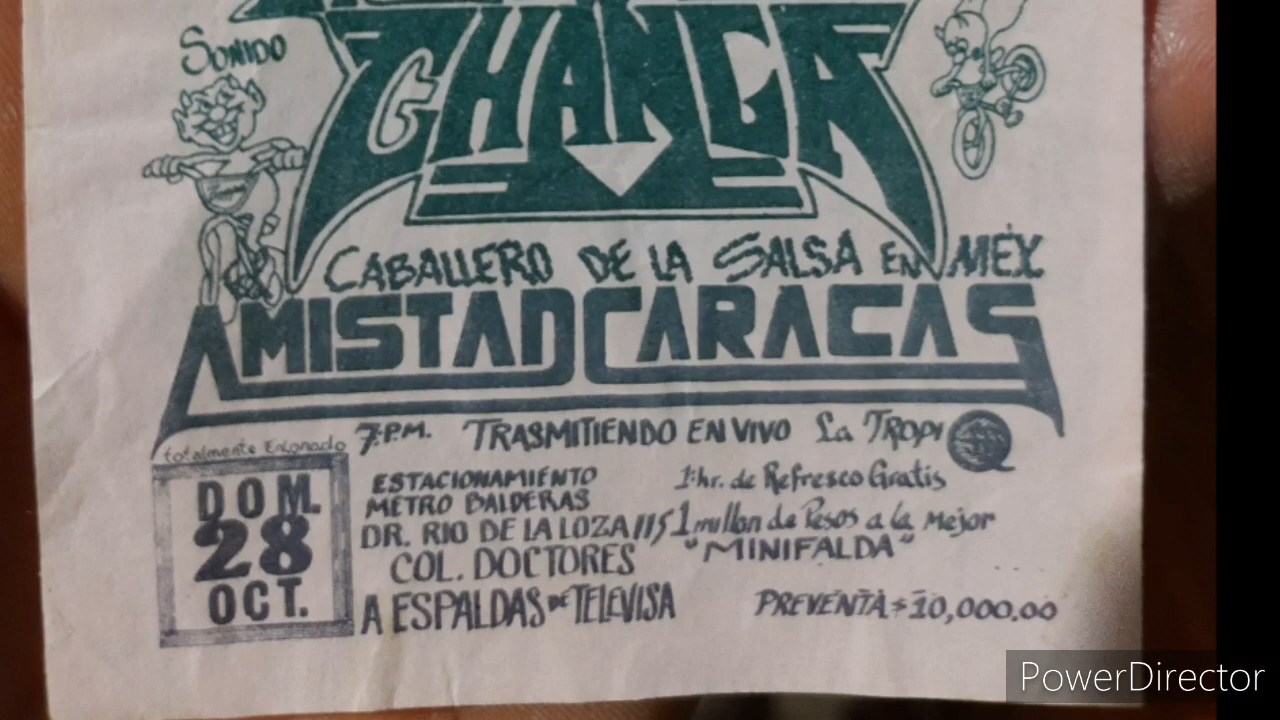 SONIDO
CHANGA
CABALLERO DE LA SALSA EN MÉX
AMISTAD CARACAS
totalmente Enlonado
7:P.M. TRASMITIENDO EN VIVO La TROPI Q
DOM.
28
OCT.
ESTACIONAMIENTO
METRO BALDERAS
DR. RIO DE LA LOZA 115
COL. DOCTORES
A ESPALDAS DE TELEVISA
1:hr. de Refresco Gratis
1 millon de Pesos a la Mejor
"MINIFALDA"
PREVENTA $10,000.00
PowerDirector